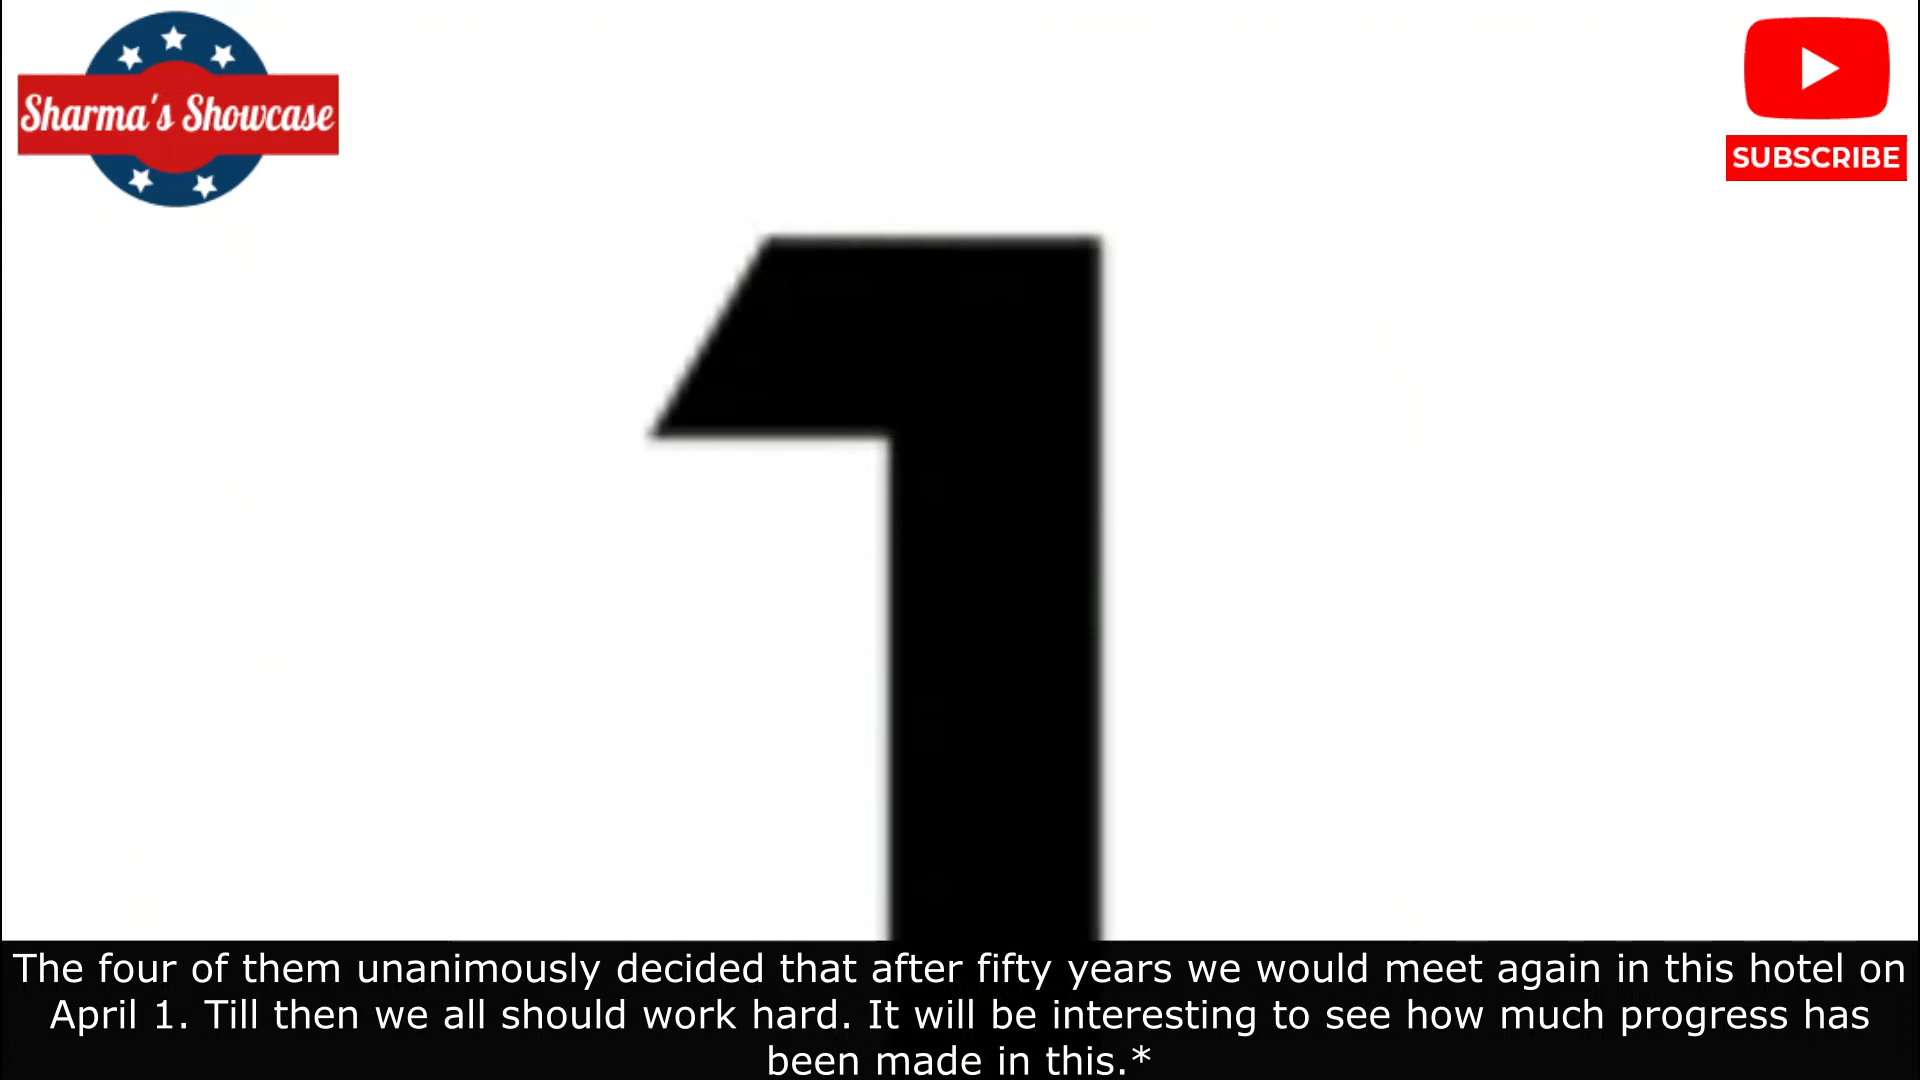 Sharma's Showcase
SUBSCRIBE
1
The four of them unanimously decided that after fifty years we would meet again in this hotel on
April 1. Till then we all should work hard. It will be interesting to see how much progress has
been made in this.*